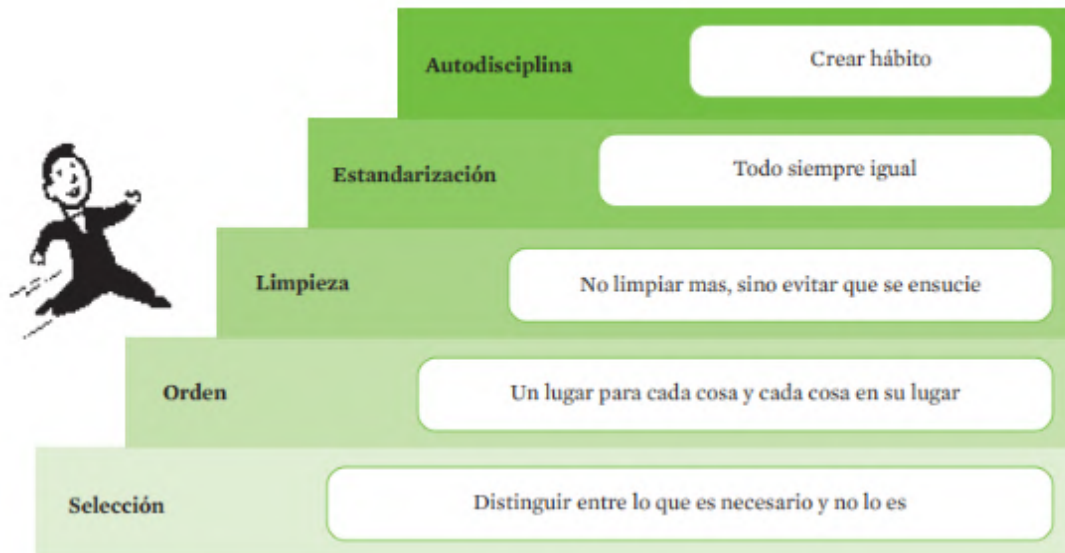 Autodisciplina
Crear hábito
Estandarización
Todo siempre igual
Limpieza
No limpiar mas, sino evitar que se ensucie
Orden
Un lugar para cada cosa y cada cosa en su lugar
Selección
Distinguir entre lo que es necesario y no lo es